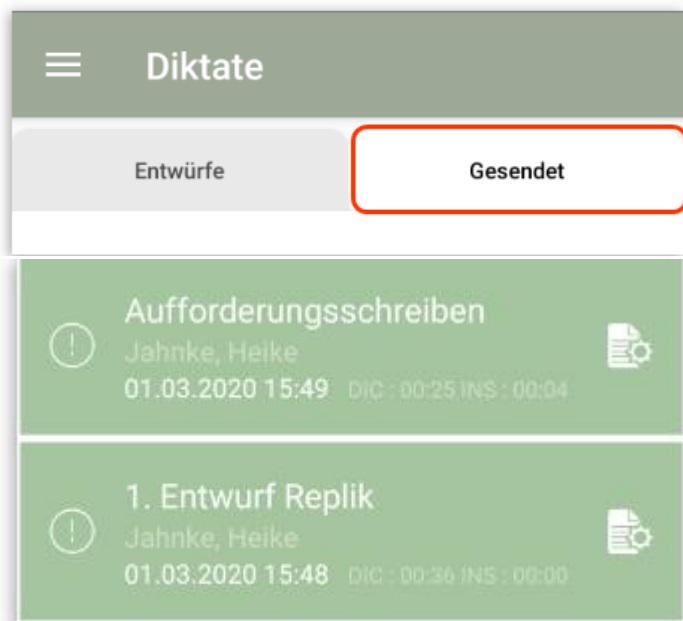 Diktate
Entwürfe
Gesendet
Aufforderungsschreiben
Jahnke, Heike
01.03.2020 15:49 DIC : 00:25 INS : 00:04
1. Entwurf Replik
Jahnke, Heike
01.03.2020 15:48 DIC : 00:36 INS : 00:00